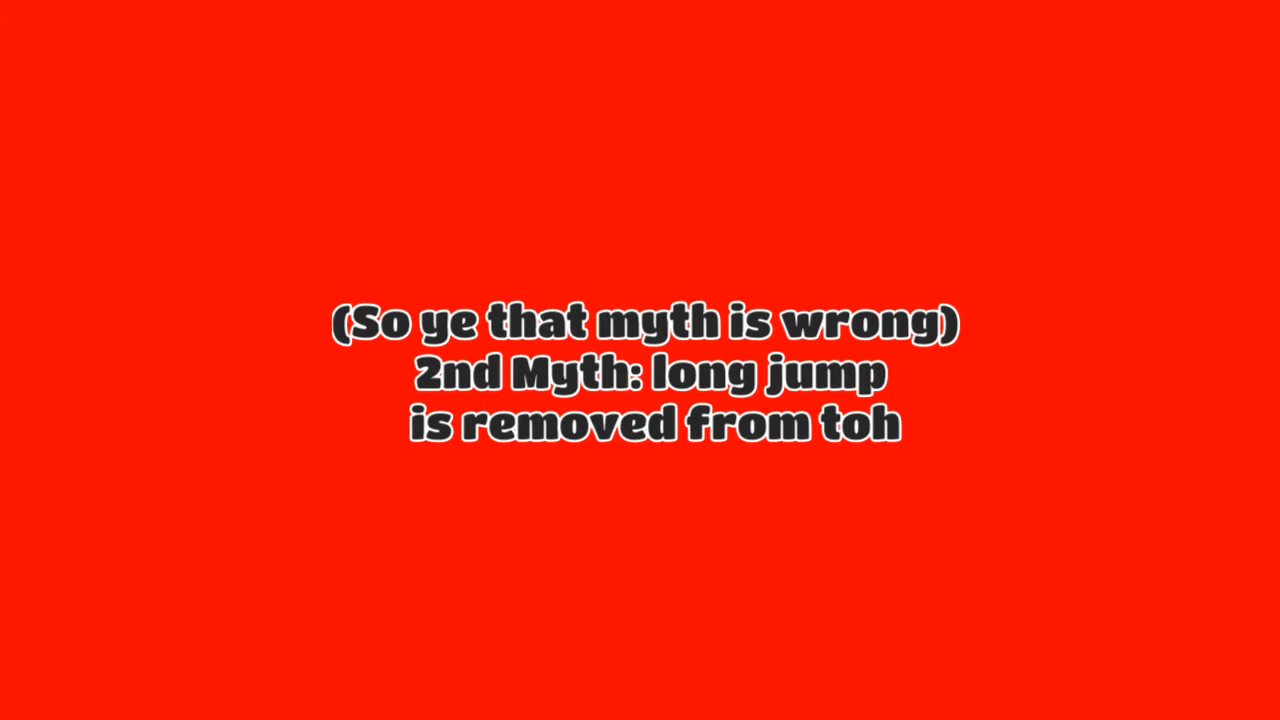 (So ye that myth is wrong)
2nd Myth: long jump
is removed from toh